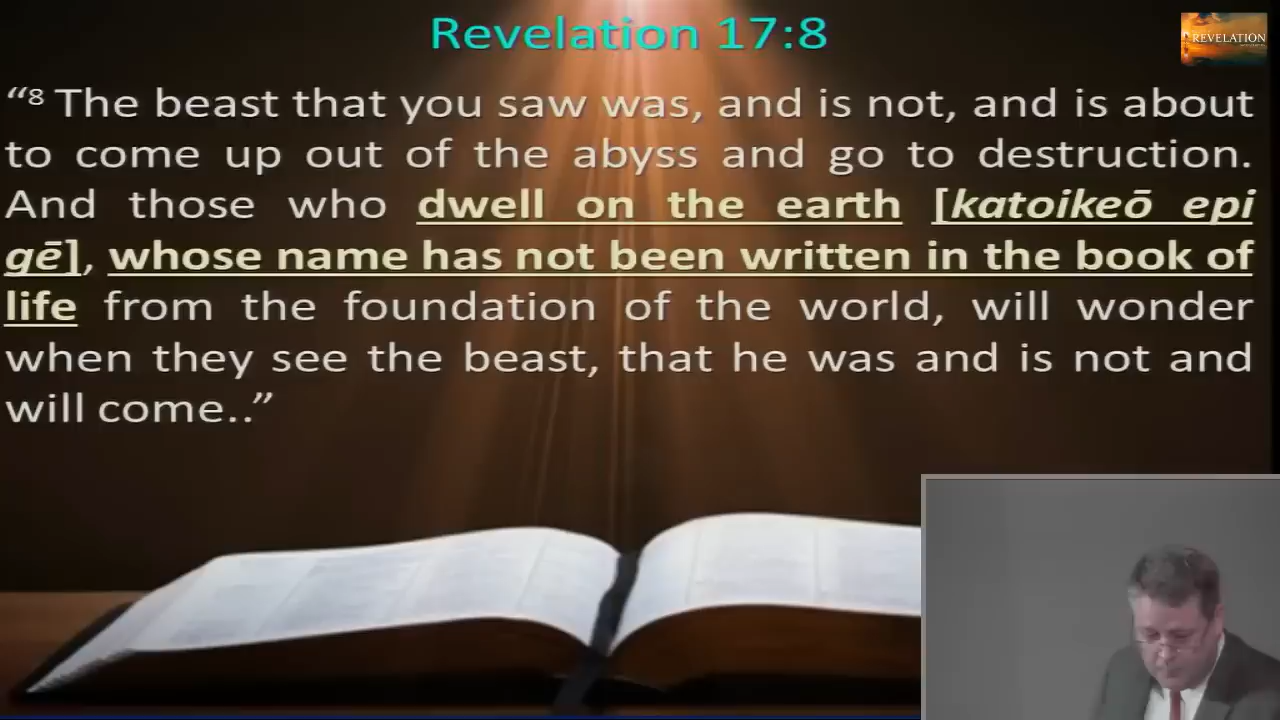 Revelation 17:8
REVELATION
“⁸ The beast that you saw was, and is not, and is about
to come up out of the abyss and go to destruction.
And those who dwell on the earth [katoikeō epi
gē], whose name has not been written in the book of
life from the foundation of the world, will wonder
when they see the beast, that he was and is not and
will come..”